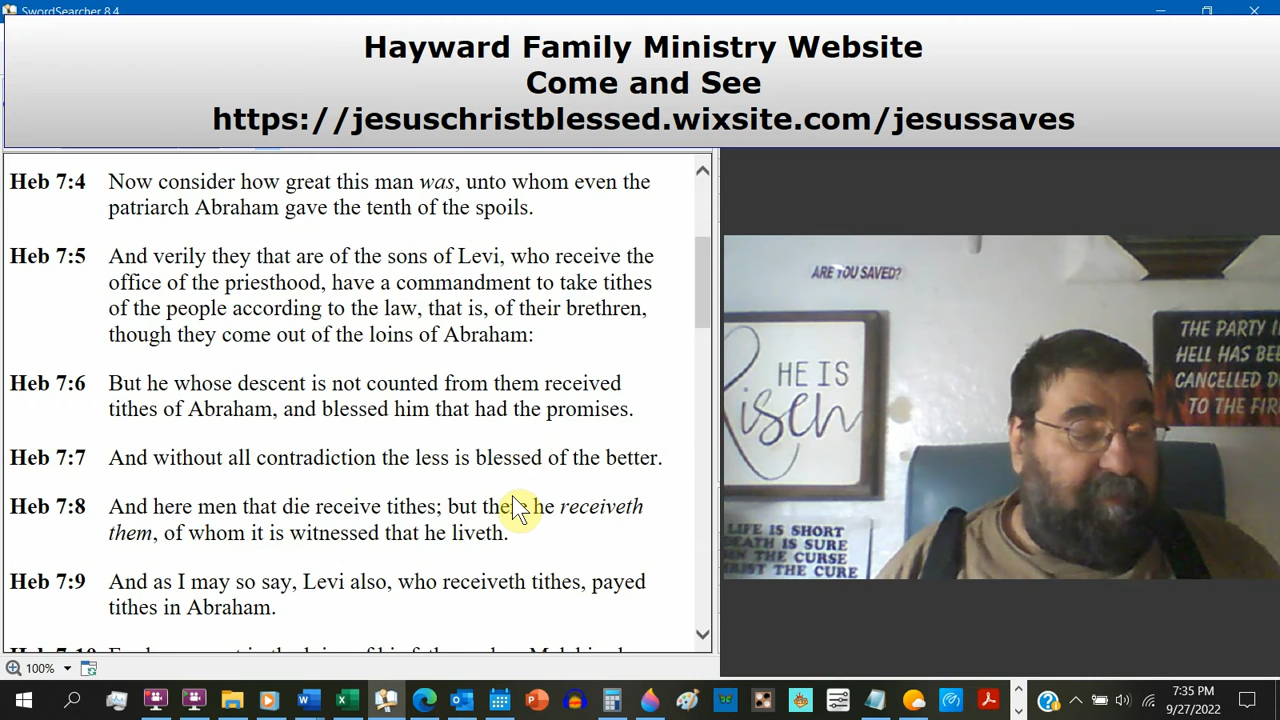 SwordSearcher 8.4
Hayward Family Ministry Website
Come and See
https://jesuschristblessed.wixsite.com/jesussaves
Heb 7:4 Now consider how great this man was, unto whom even the
patriarch Abraham gave the tenth of the spoils.
Heb 7:5 And verily they that are of the sons of Levi, who receive the
office of the priesthood, have a commandment to take tithes
of the people according to the law, that is, of their brethren,
though they come out of the loins of Abraham:
Heb 7:6 But he whose descent is not counted from them received
tithes of Abraham, and blessed him that had the promises.
Heb 7:7 And without all contradiction the less is blessed of the better.
Heb 7:8 And here men that die receive tithes; but there he receiveth
them, of whom it is witnessed that he liveth.
Heb 7:9 And as I may so say, Levi also, who receiveth tithes, payed
tithes in Abraham.
100%
ARE YOU SAVED?
HE IS
Risen
THE PARTY IN
HELL HAS BEEN
CANCELLED D
TO THE FIR
LIFE IS SHORT
DEATH IS SURE
SIN THE CURSE
CHRIST THE CURE
7:35 PM
9/27/2022